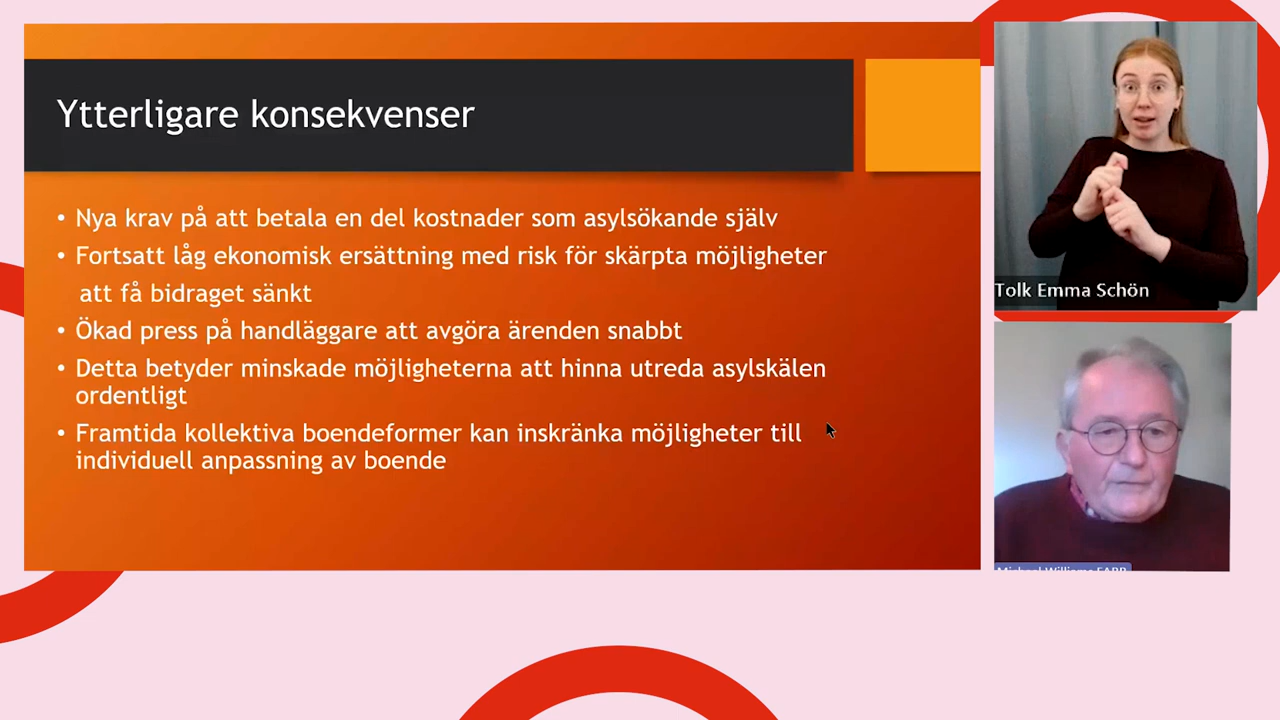 Ytterligare konsekvenser
• Nya krav på att betala en del kostnader som asylsökande själv
• Fortsatt låg ekonomisk ersättning med risk för skärpta möjligheter
att få bidraget sänkt
• Ökad press på handläggare att avgöra ärenden snabbt
• Detta betyder minskade möjligheterna att hinna utreda asylskälen
ordentligt
• Framtida kollektiva boendeformer kan inskränka möjligheter till
individuell anpassning av boende
Tolk Emma Schön
Michael Williams FARR